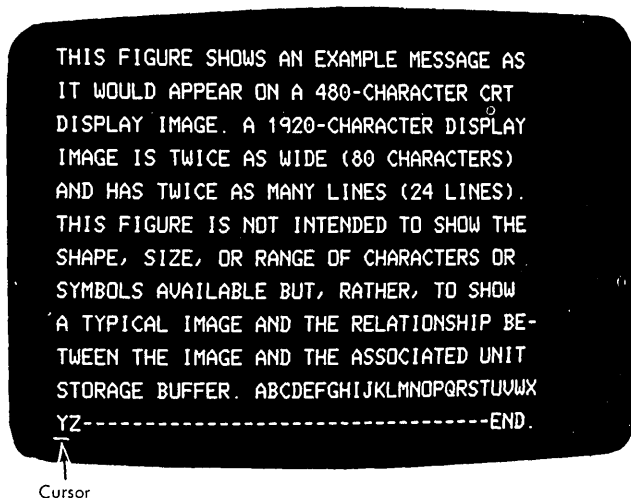 THIS FIGURE SHOWS AN EXAMPLE MESSAGE AS
IT WOULD APPEAR ON A 480-CHARACTER CRT
DISPLAY IMAGE. A 1920-CHARACTER DISPLAY
IMAGE IS TWICE AS WIDE (80 CHARACTERS)
AND HAS TWICE AS MANY LINES (24 LINES).
THIS FIGURE IS NOT INTENDED TO SHOW THE
SHAPE, SIZE, OR RANGE OF CHARACTERS OR
SYMBOLS AVAILABLE BUT, RATHER, TO SHOW
A TYPICAL IMAGE AND THE RELATIONSHIP BE-
TWEEN THE IMAGE AND THE ASSOCIATED UNIT
STORAGE BUFFER. ABCDEFGHIJKLMNOPQRSTUVWX
YZ-----------------------------------END.
Cursor